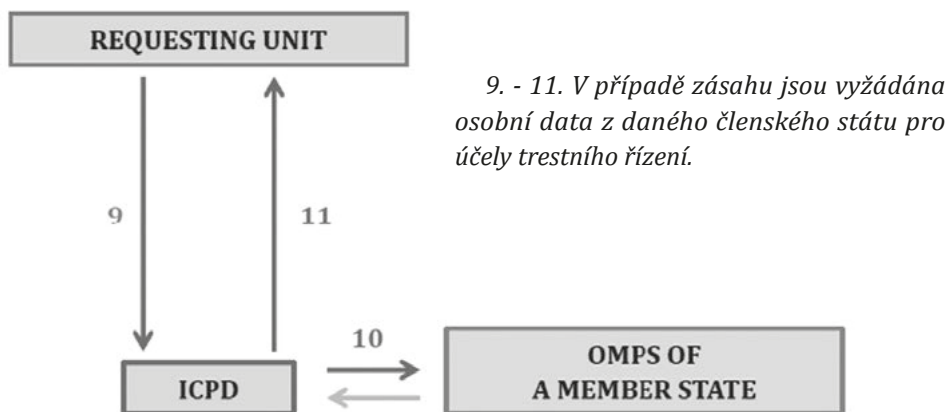 REQUESTING UNIT
9. - 11. V případě zásahu jsou vyžádána
osobní data z daného členského státu pro
účely trestního řízení.
9
11
10
ICPD
OMPS OF
A MEMBER STATE